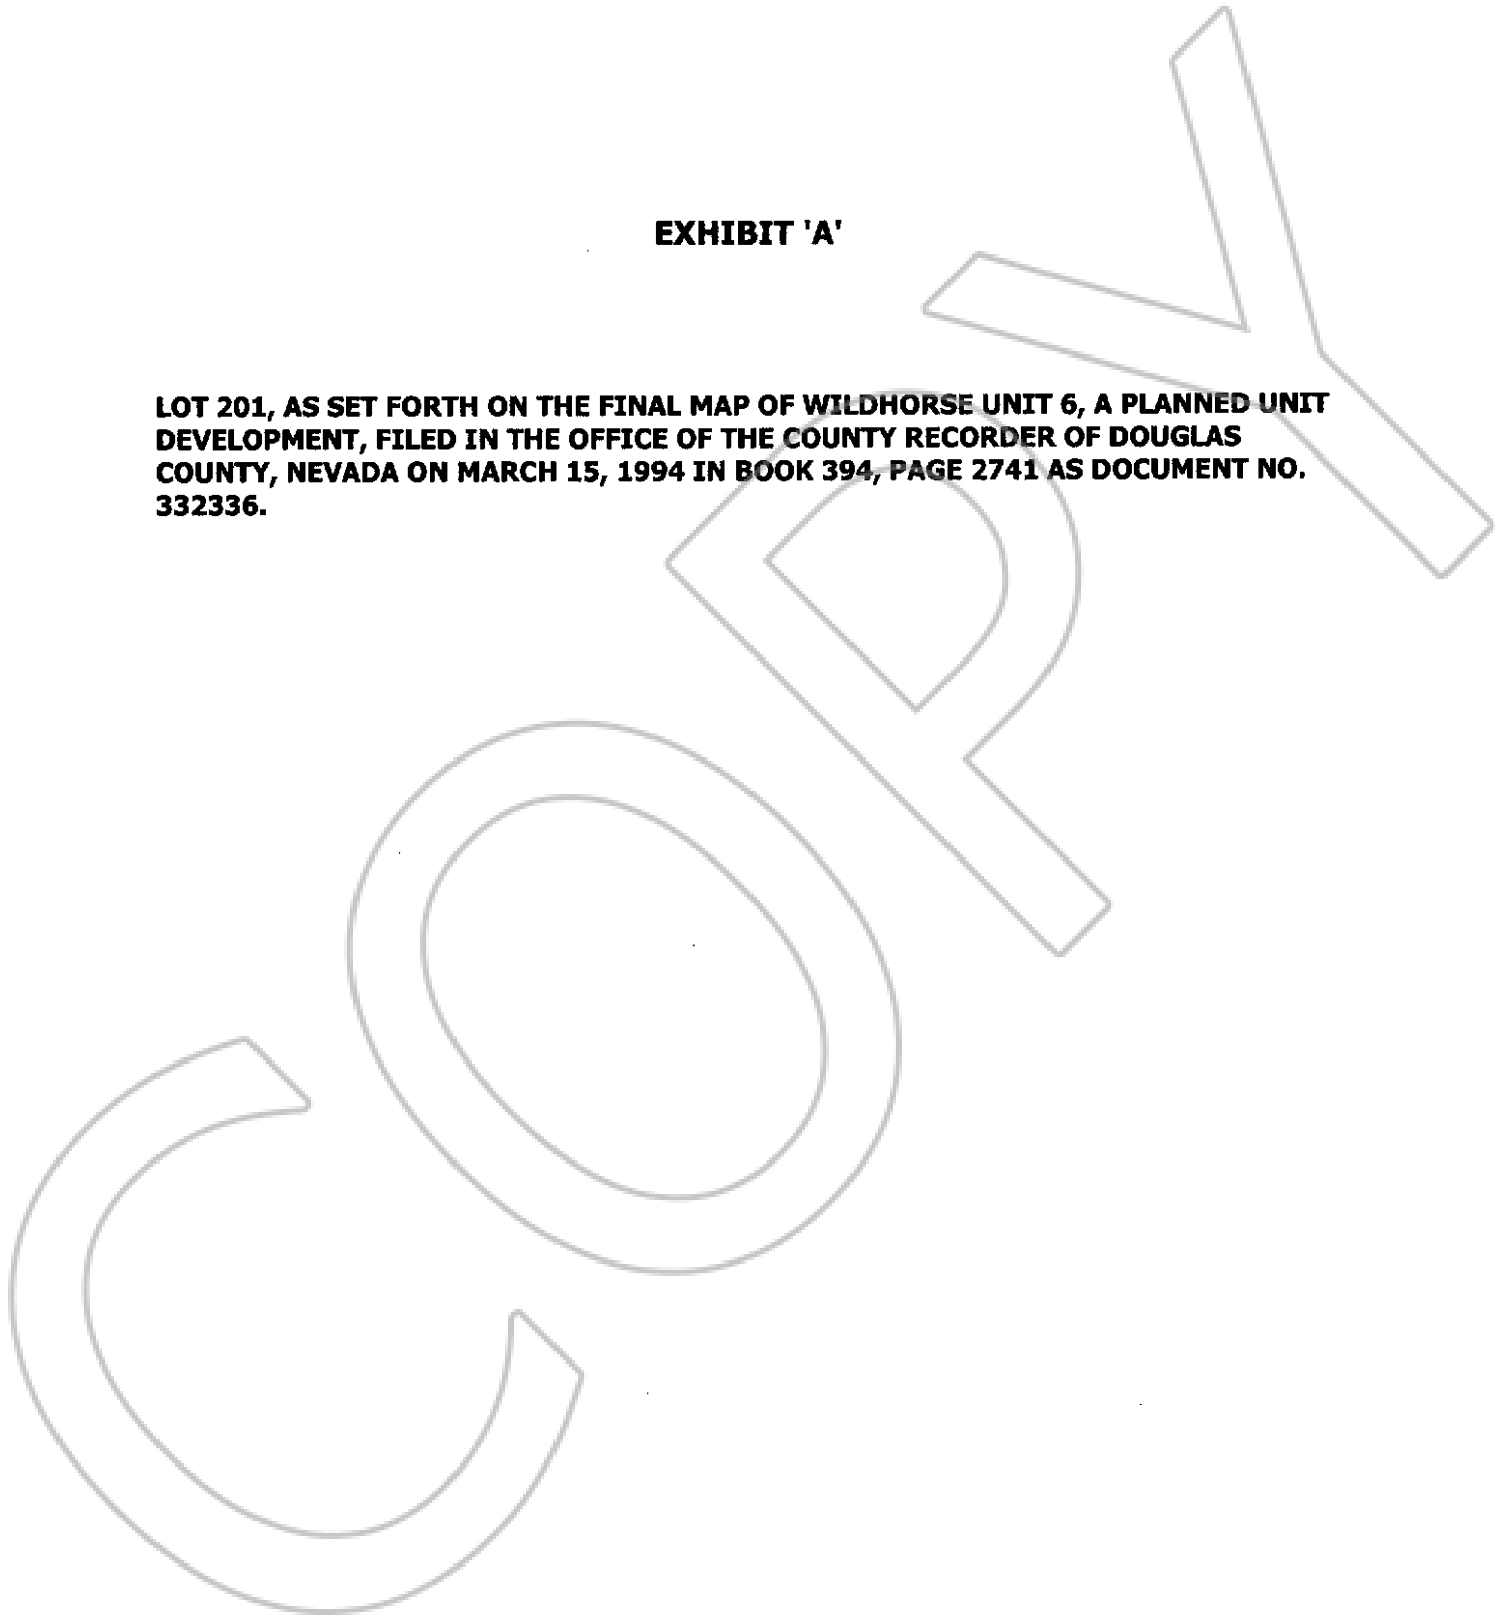 EXHIBIT 'A'
LOT 201, AS SET FORTH ON THE FINAL MAP OF WILDHORSE UNIT 6, A PLANNED UNIT
DEVELOPMENT, FILED IN THE OFFICE OF THE COUNTY RECORDER OF DOUGLAS
COUNTY, NEVADA ON MARCH 15, 1994 IN BOOK 394, PAGE 2741 AS DOCUMENT NO.
332336.
COPY